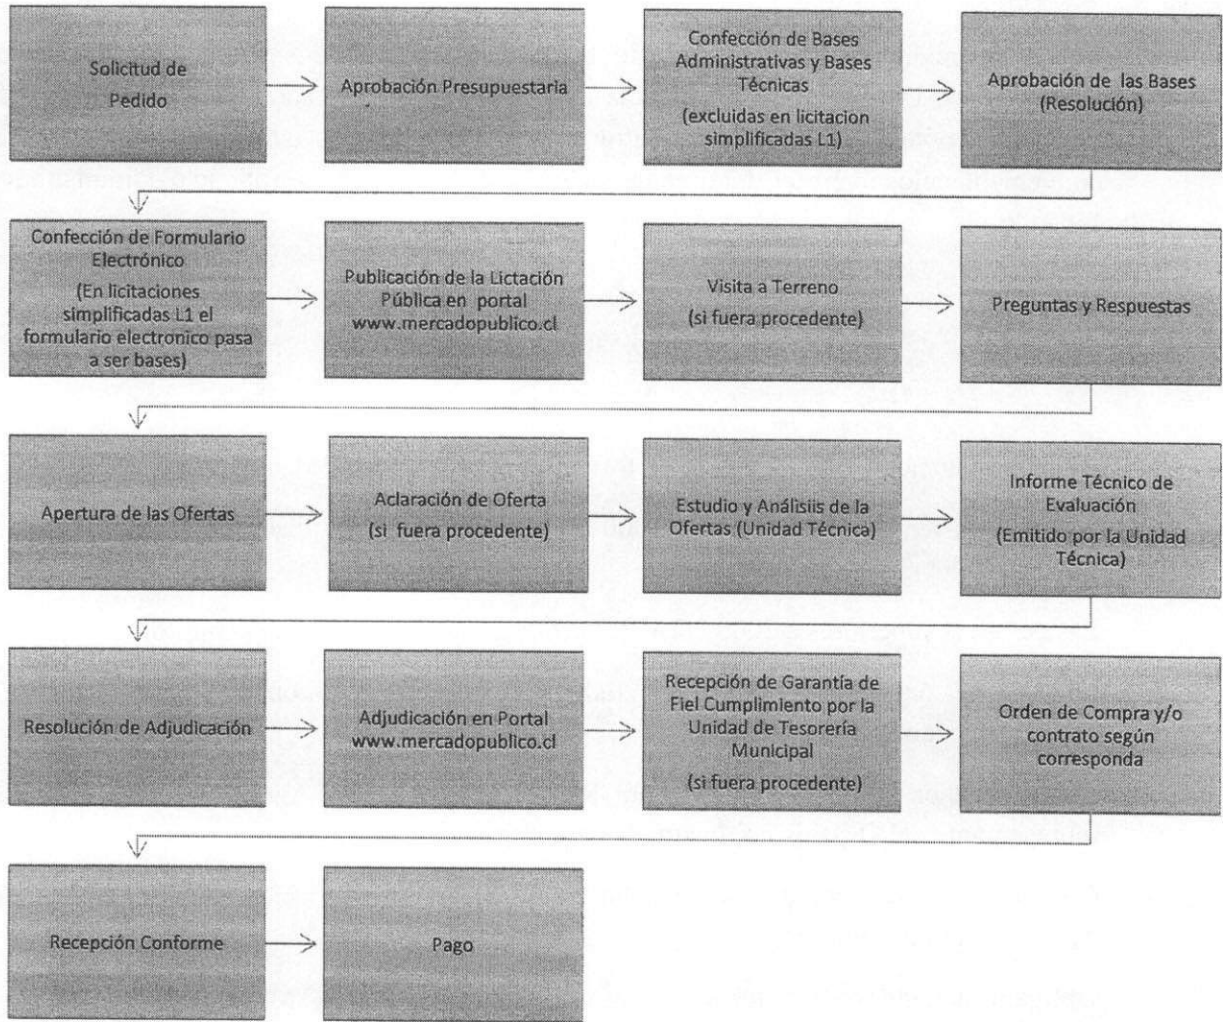 Solicitud de
Pedido
Aprobación Presupuestaria
Confección de Bases
Administrativas y Bases
Técnicas
(excluidas en licitacion
simplificadas L1)
Aprobación de las Bases
(Resolución)
Confección de Formulario
Electrónico
(En licitaciones
simplificadas L1 el
formulario electronico pasa
a ser bases)
Publicación de la Lictación
Pública en portal
www.mercadopublico.cl
Visita a Terreno
(si fuera procedente)
Preguntas y Respuestas
Apertura de las Ofertas
Aclaración de Oferta
(si fuera procedente)
Estudio y Análisiis de la
Ofertas (Unidad Técnica)
Informe Técnico de
Evaluación
(Emitido por la Unidad
Técnica)
Resolución de Adjudicación
Adjudicación en Portal
www.mercadopublico.cl
Recepción de Garantía de
Fiel Cumplimiento por la
Unidad de Tesorería
Municipal
(si fuera procedente)
Orden de Compra y/o
contrato según
corresponda
Recepción Conforme
Pago